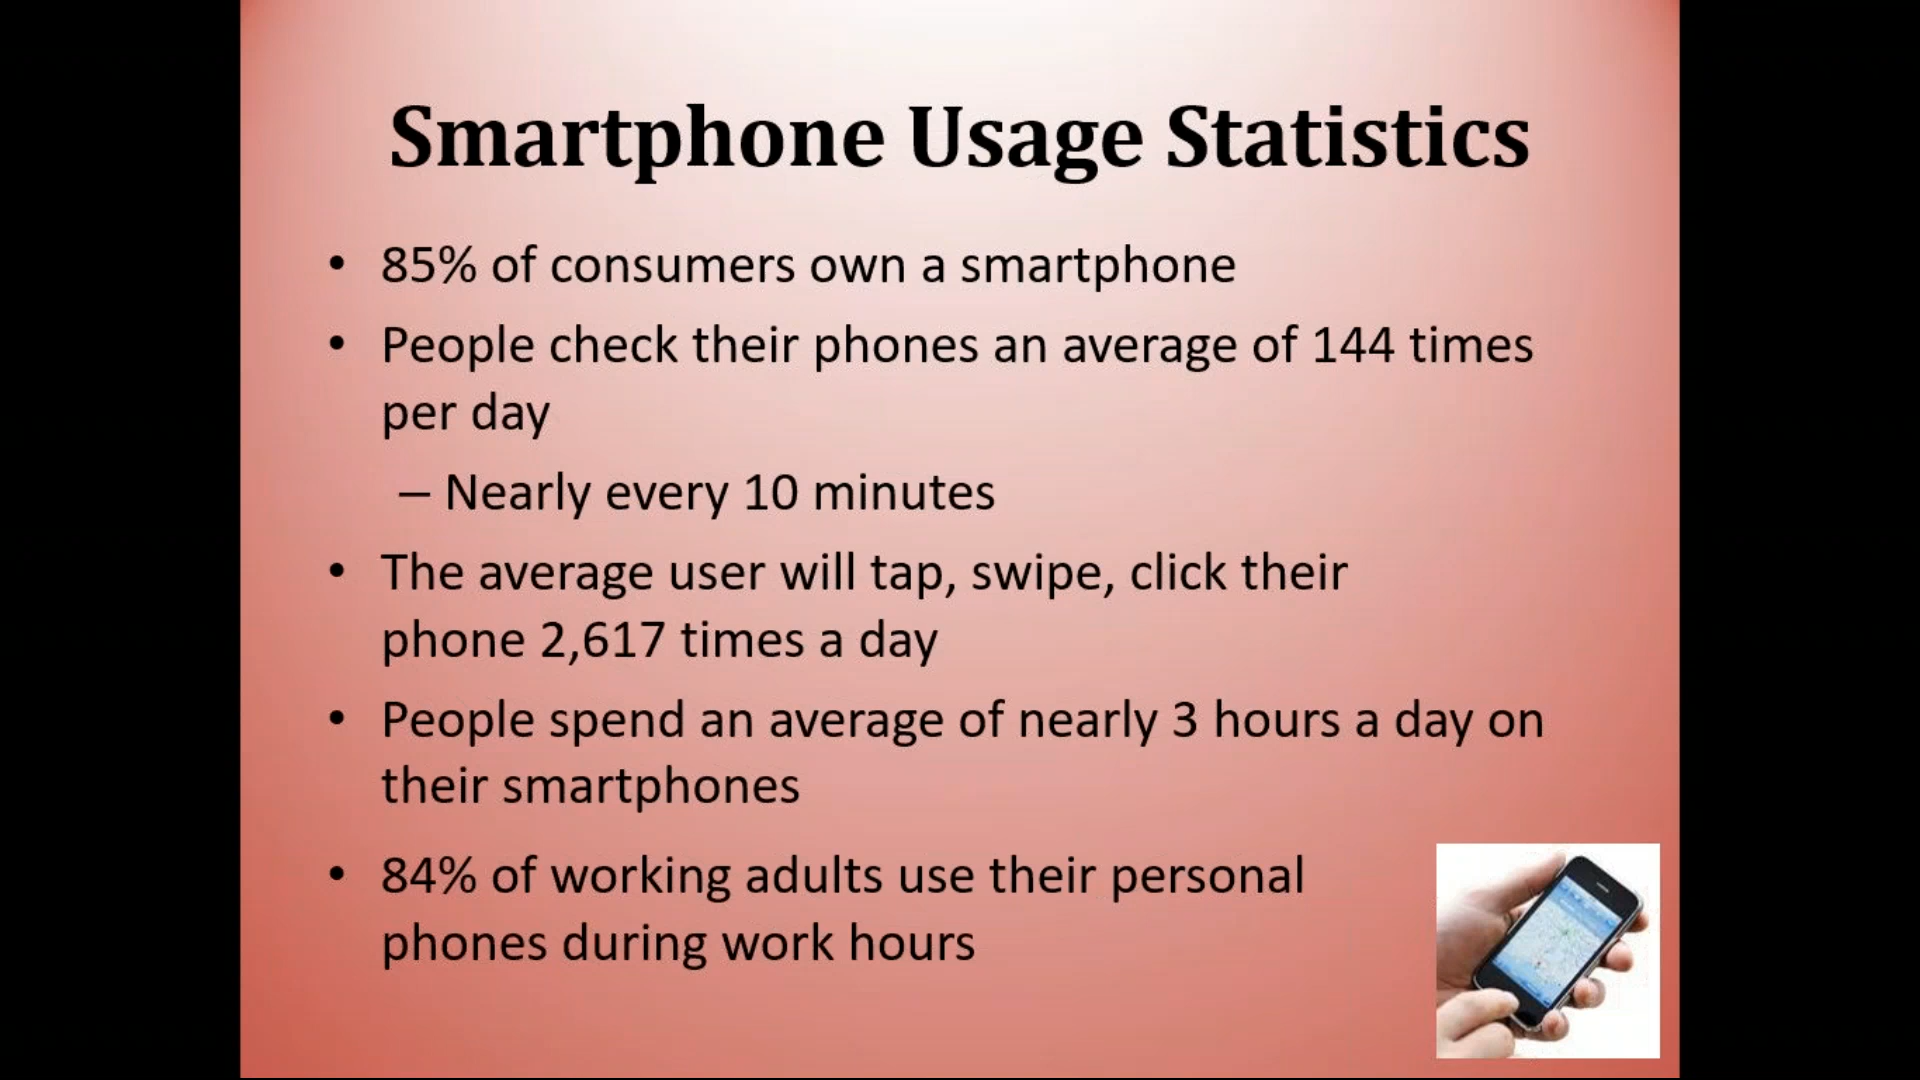 Smartphone Usage Statistics
• 85% of consumers own a smartphone
• People check their phones an average of 144 times
per day
– Nearly every 10 minutes
• The average user will tap, swipe, click their
phone 2,617 times a day
• People spend an average of nearly 3 hours a day on
their smartphones
• 84% of working adults use their personal
phones during work hours